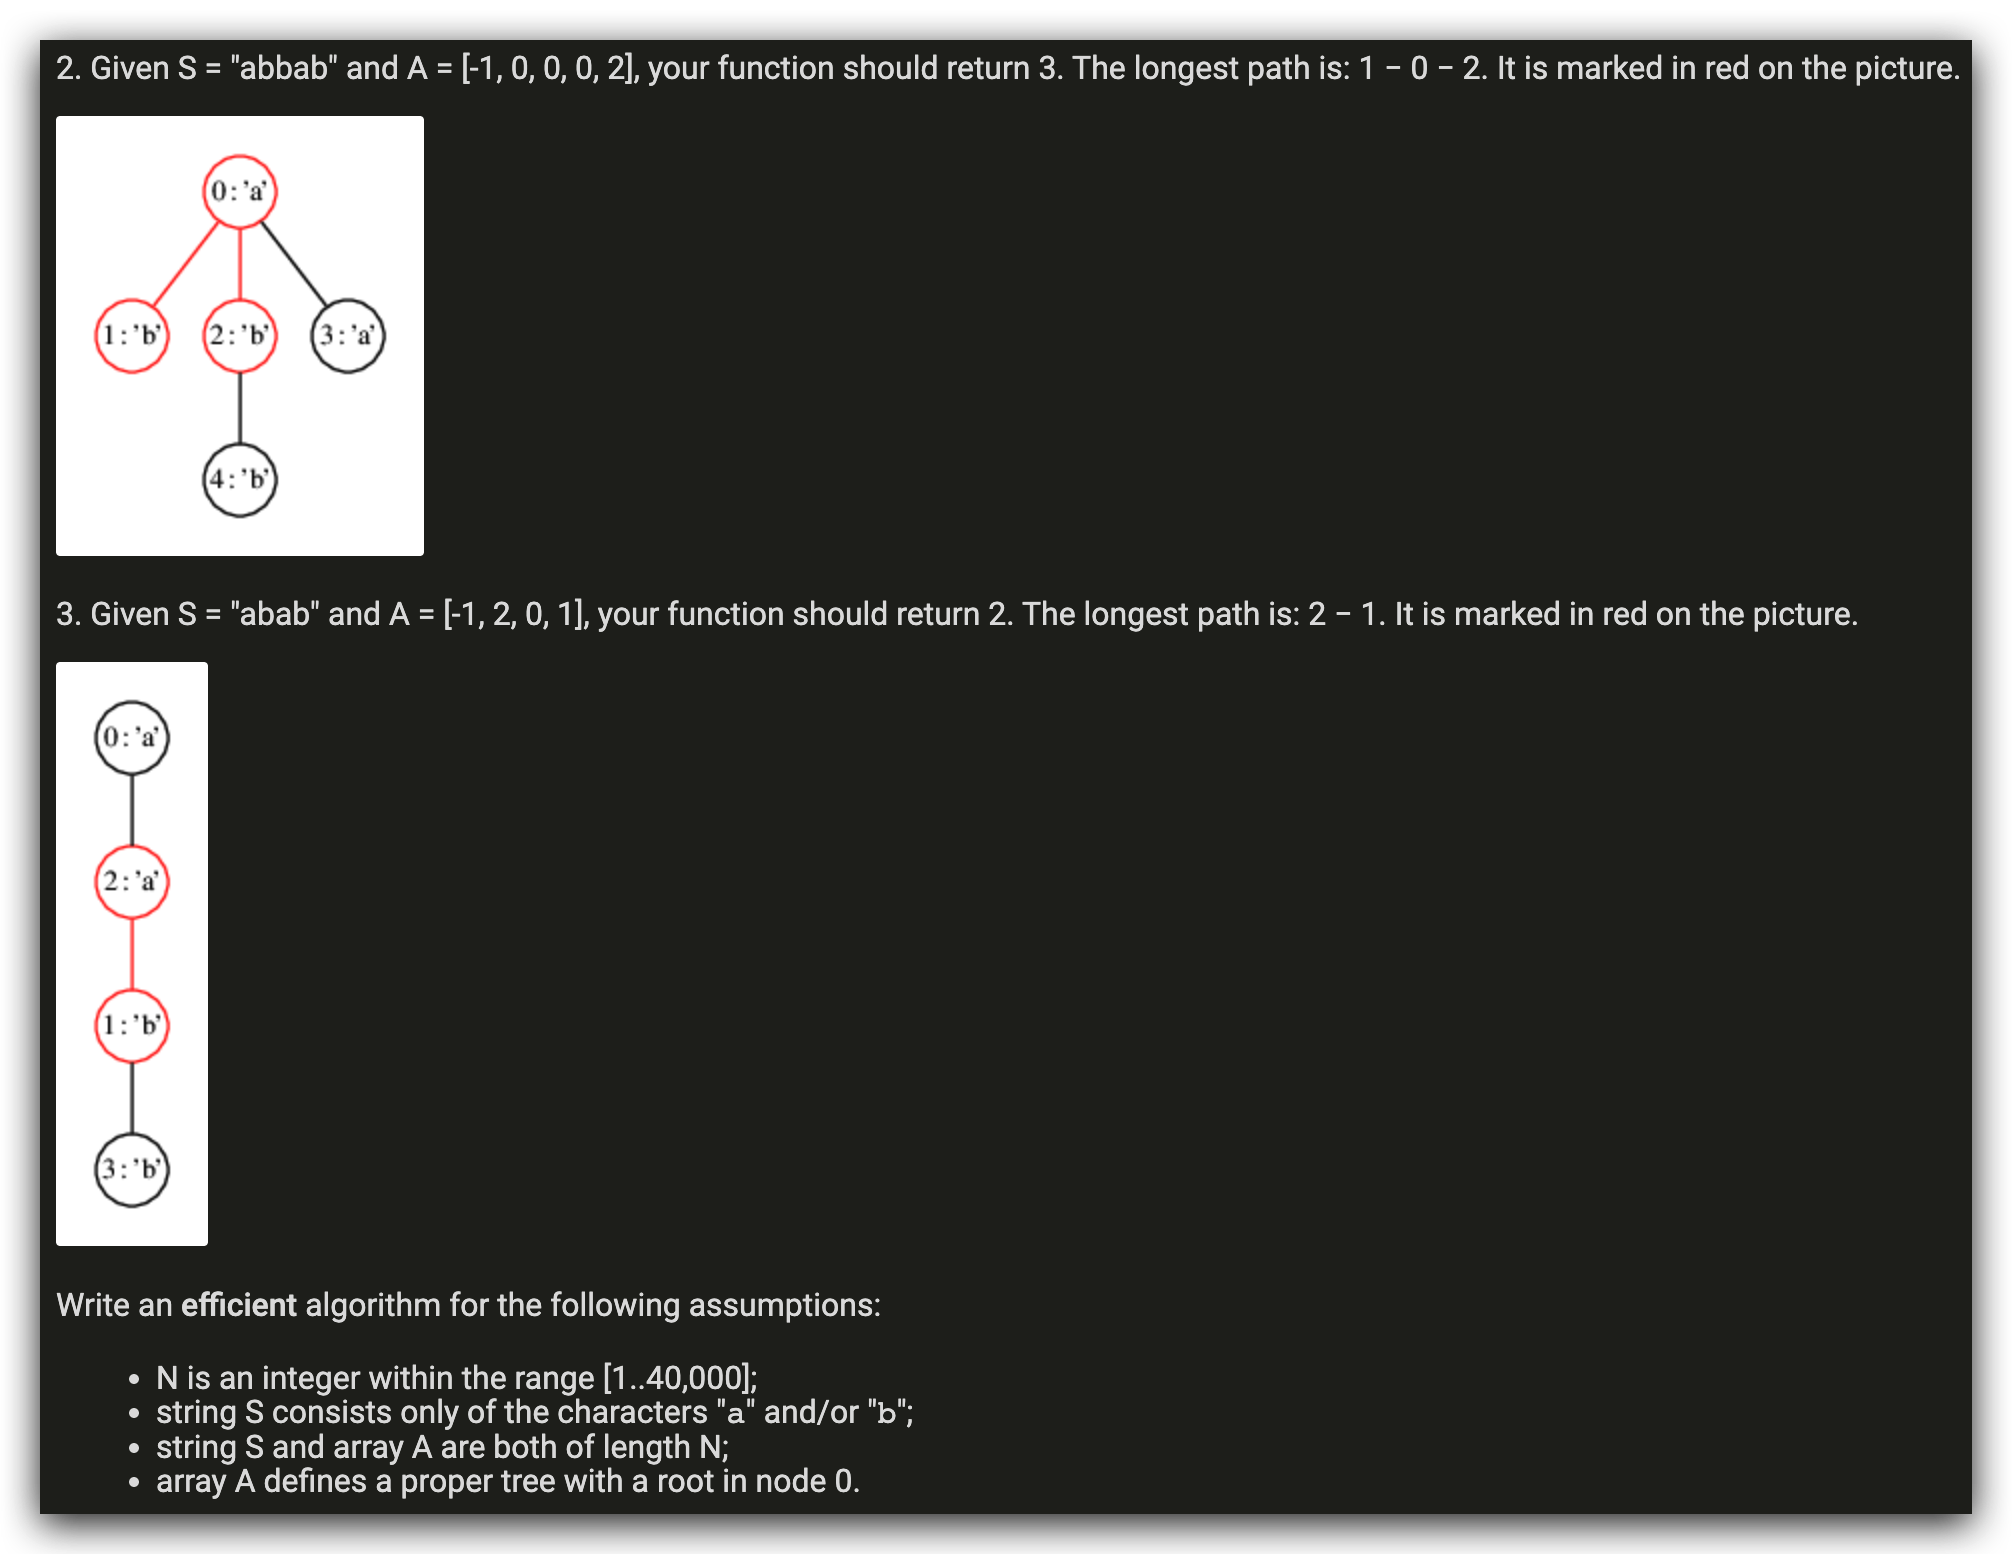 2. Given S = "abbab" and A = [-1, 0, 0, 0, 2], your function should return 3. The longest path is: 1 − 0 − 2. It is marked in red on the picture.
0: 'a'
1: 'b' 2: 'b' 3: 'a'
4: 'b'
3. Given S = "abab" and A = [-1, 2, 0, 1], your function should return 2. The longest path is: 2 − 1. It is marked in red on the picture.
0: 'a'
2: 'a'
1: 'b'
3: 'b'
Write an efficient algorithm for the following assumptions:
• N is an integer within the range [1..40,000];
• string S consists only of the characters "a" and/or "b";
• string S and array A are both of length N;
• array A defines a proper tree with a root in node 0.